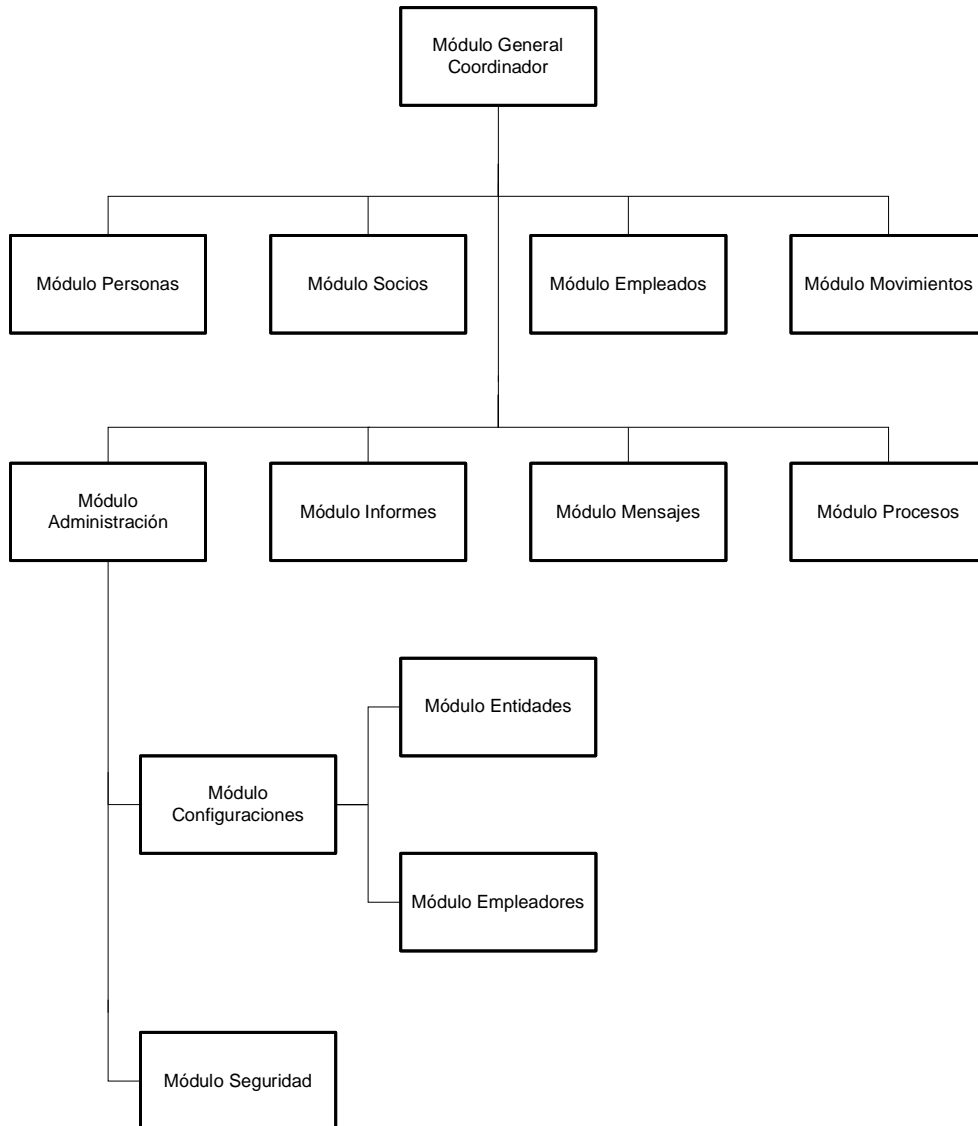 Módulo General
Coordinador
Módulo Personas
Módulo Socios
Módulo Empleados
Módulo Movimientos
Módulo
Administración
Módulo Informes
Módulo Mensajes
Módulo Procesos
Módulo Entidades
Módulo
Configuraciones
Módulo Empleadores
Módulo Seguridad